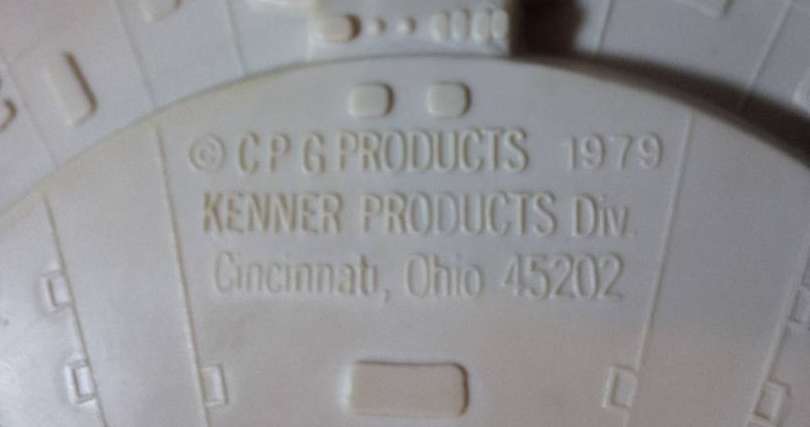 © C P G PRODUCTS 1979
KENNER PRODUCTS Div.
Cincinnati, Ohio 45202